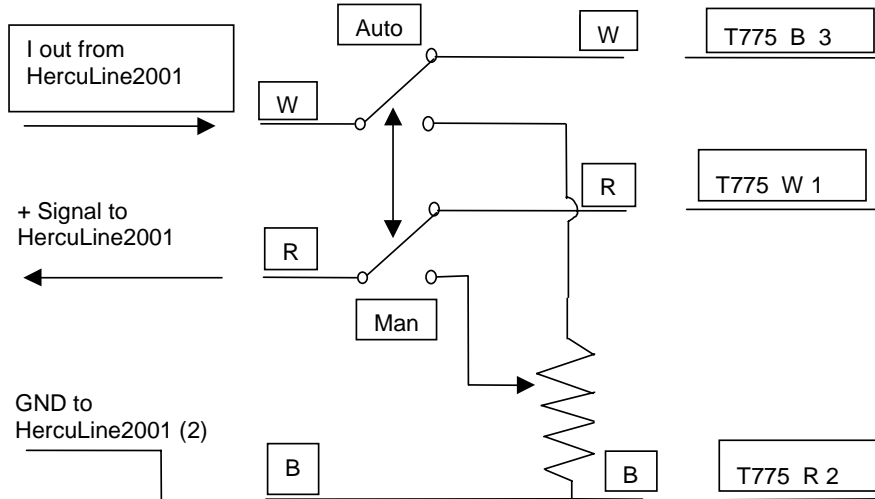 Auto
W
T775 B 3
I out from
HercuLine2001
W
T775 W 1
R
+ Signal to
HercuLine2001
R
Man
GND to
HercuLine2001 (2)
B
B
T775 R 2